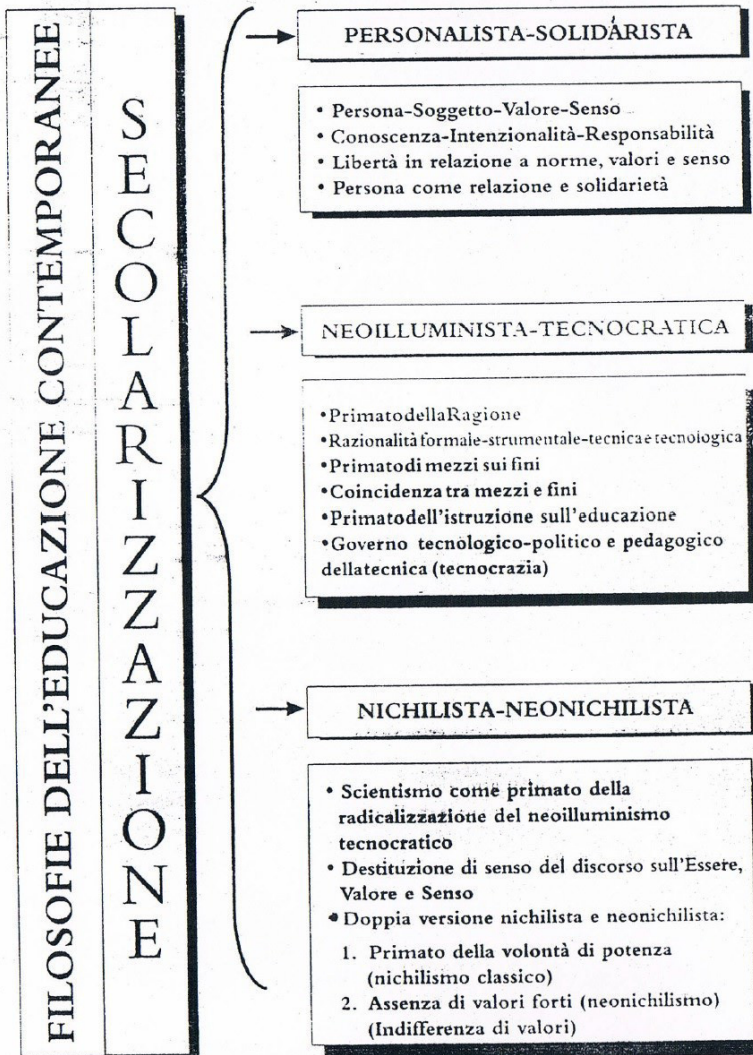 FILOSOFIE DELL'EDUCAZIONE CONTEMPORANEE
SECOLARIZZAZIONE
PERSONALISTA-SOLIDARISTA
• Persona-Soggetto-Valore-Senso
• Conoscenza-Intenzionalità-Responsabilità
• Libertà in relazione a norme, valori e senso
• Persona come relazione e solidarietà
NEOILLUMINISTA-TECNOCRATICA
•PrimatodellaRagione
•Razionalità formale-strumentale-tecnica e tecnologica
•Primato di mezzi sui fini
•Coincidenza tra mezzi e fini
•Primato dell'istruzione sull'educazione
•Governo tecnologico-politico e pedagogico
dellatecnica (tecnocrazia)
NICHILISTA-NEONICHILISTA
• Scientismo come primato della
radicalizzazione del neoilluminismo
tecnocratico
• Destituzione di senso del discorso sull'Essere,
Valore e Senso
• Doppia versione nichilista e neonichilista:
1. Primato della volontà di potenza
(nichilismo classico)
2. Assenza di valori forti (neonichilismo)
(Indifferenza di valori)